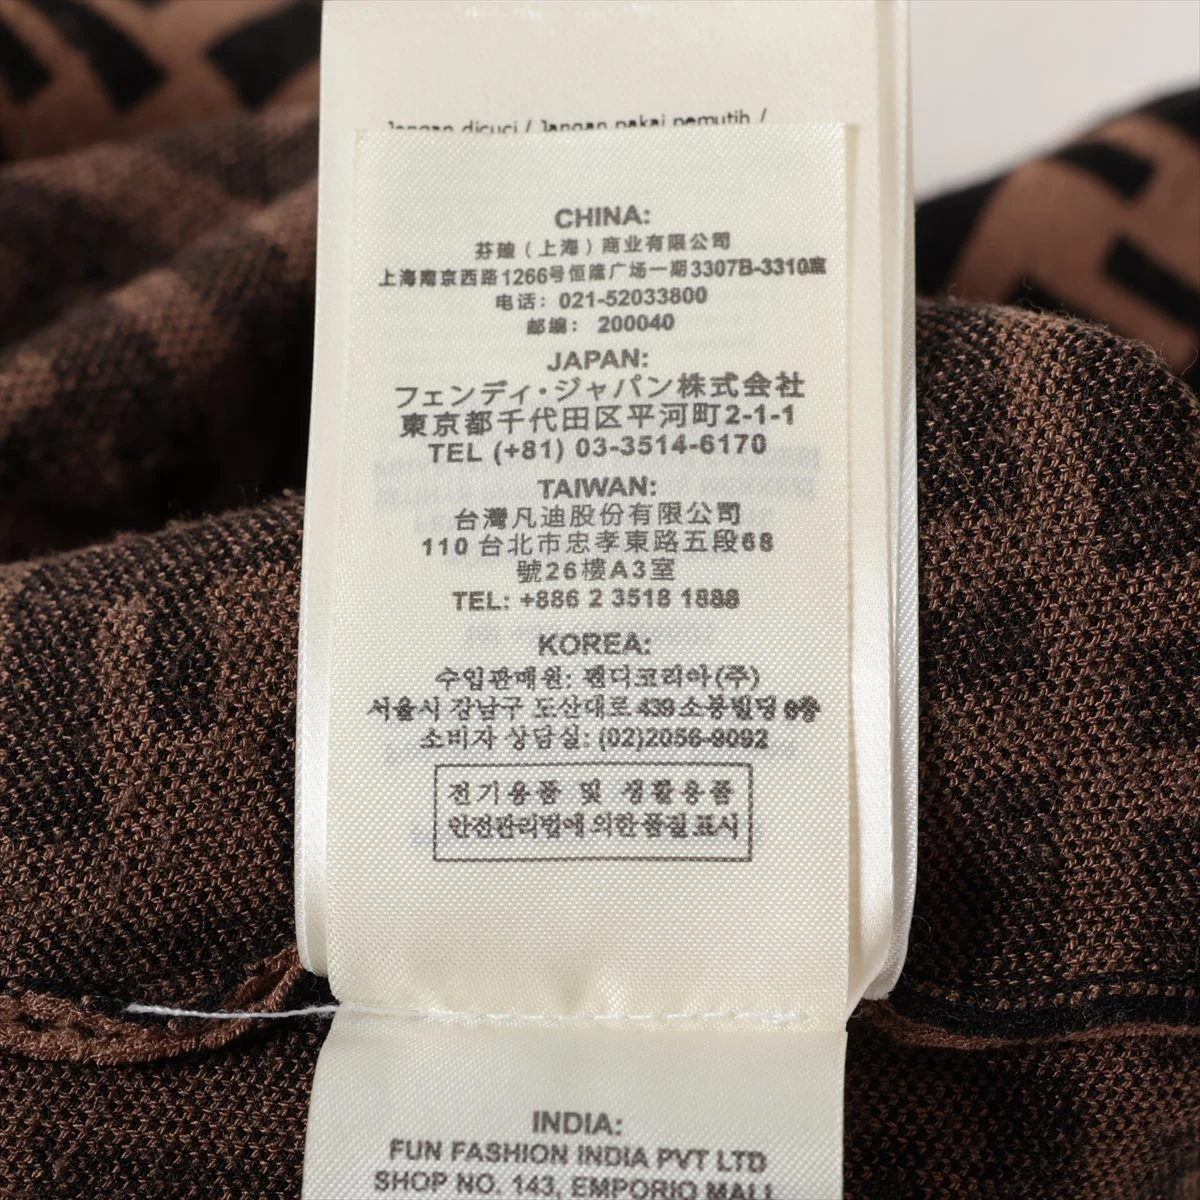 Jangan dicuci / Jangan pakai pemutih /
CHINA:
芬迪（上海）商业有限公司
上海南京西路1266号恒隆广场一期3307B-3310室
电话： 021-52033800
邮编： 200040
JAPAN:
フェンディ・ジャパン株式会社
東京都千代田区平河町2-1-1
TEL (+81) 03-3514-6170
TAIWAN:
台灣凡迪股份有限公司
110 台北市忠孝東路五段68
號26樓A3室
TEL: +886 2 3518 1888
KOREA:
수입판매원: 펜디코리아(주)
서울시 강남구 도산대로 439 소봉빌딩 8층
소비자 상담실: (02)2056-9092
전기용품 및 생활용품
안전관리법에 의한 품질 표시
INDIA:
FUN FASHION INDIA PVT LTD
SHOP NO. 143, EMPORIO MALL